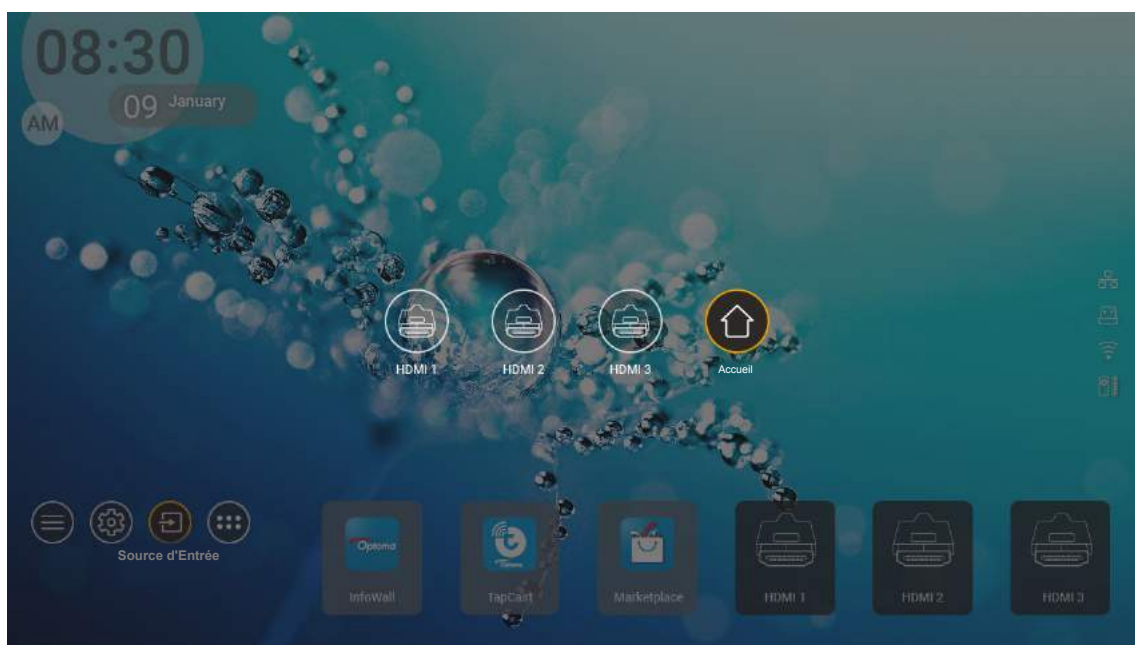 08:30
09 January
AM
HDMI 1
HDMI 2
HDMI 3
Accueil
Source d'Entrée
Optoma
InfoWall
TapCast
Marketplace
HDMI 1
HDMI 2
HDMI 3